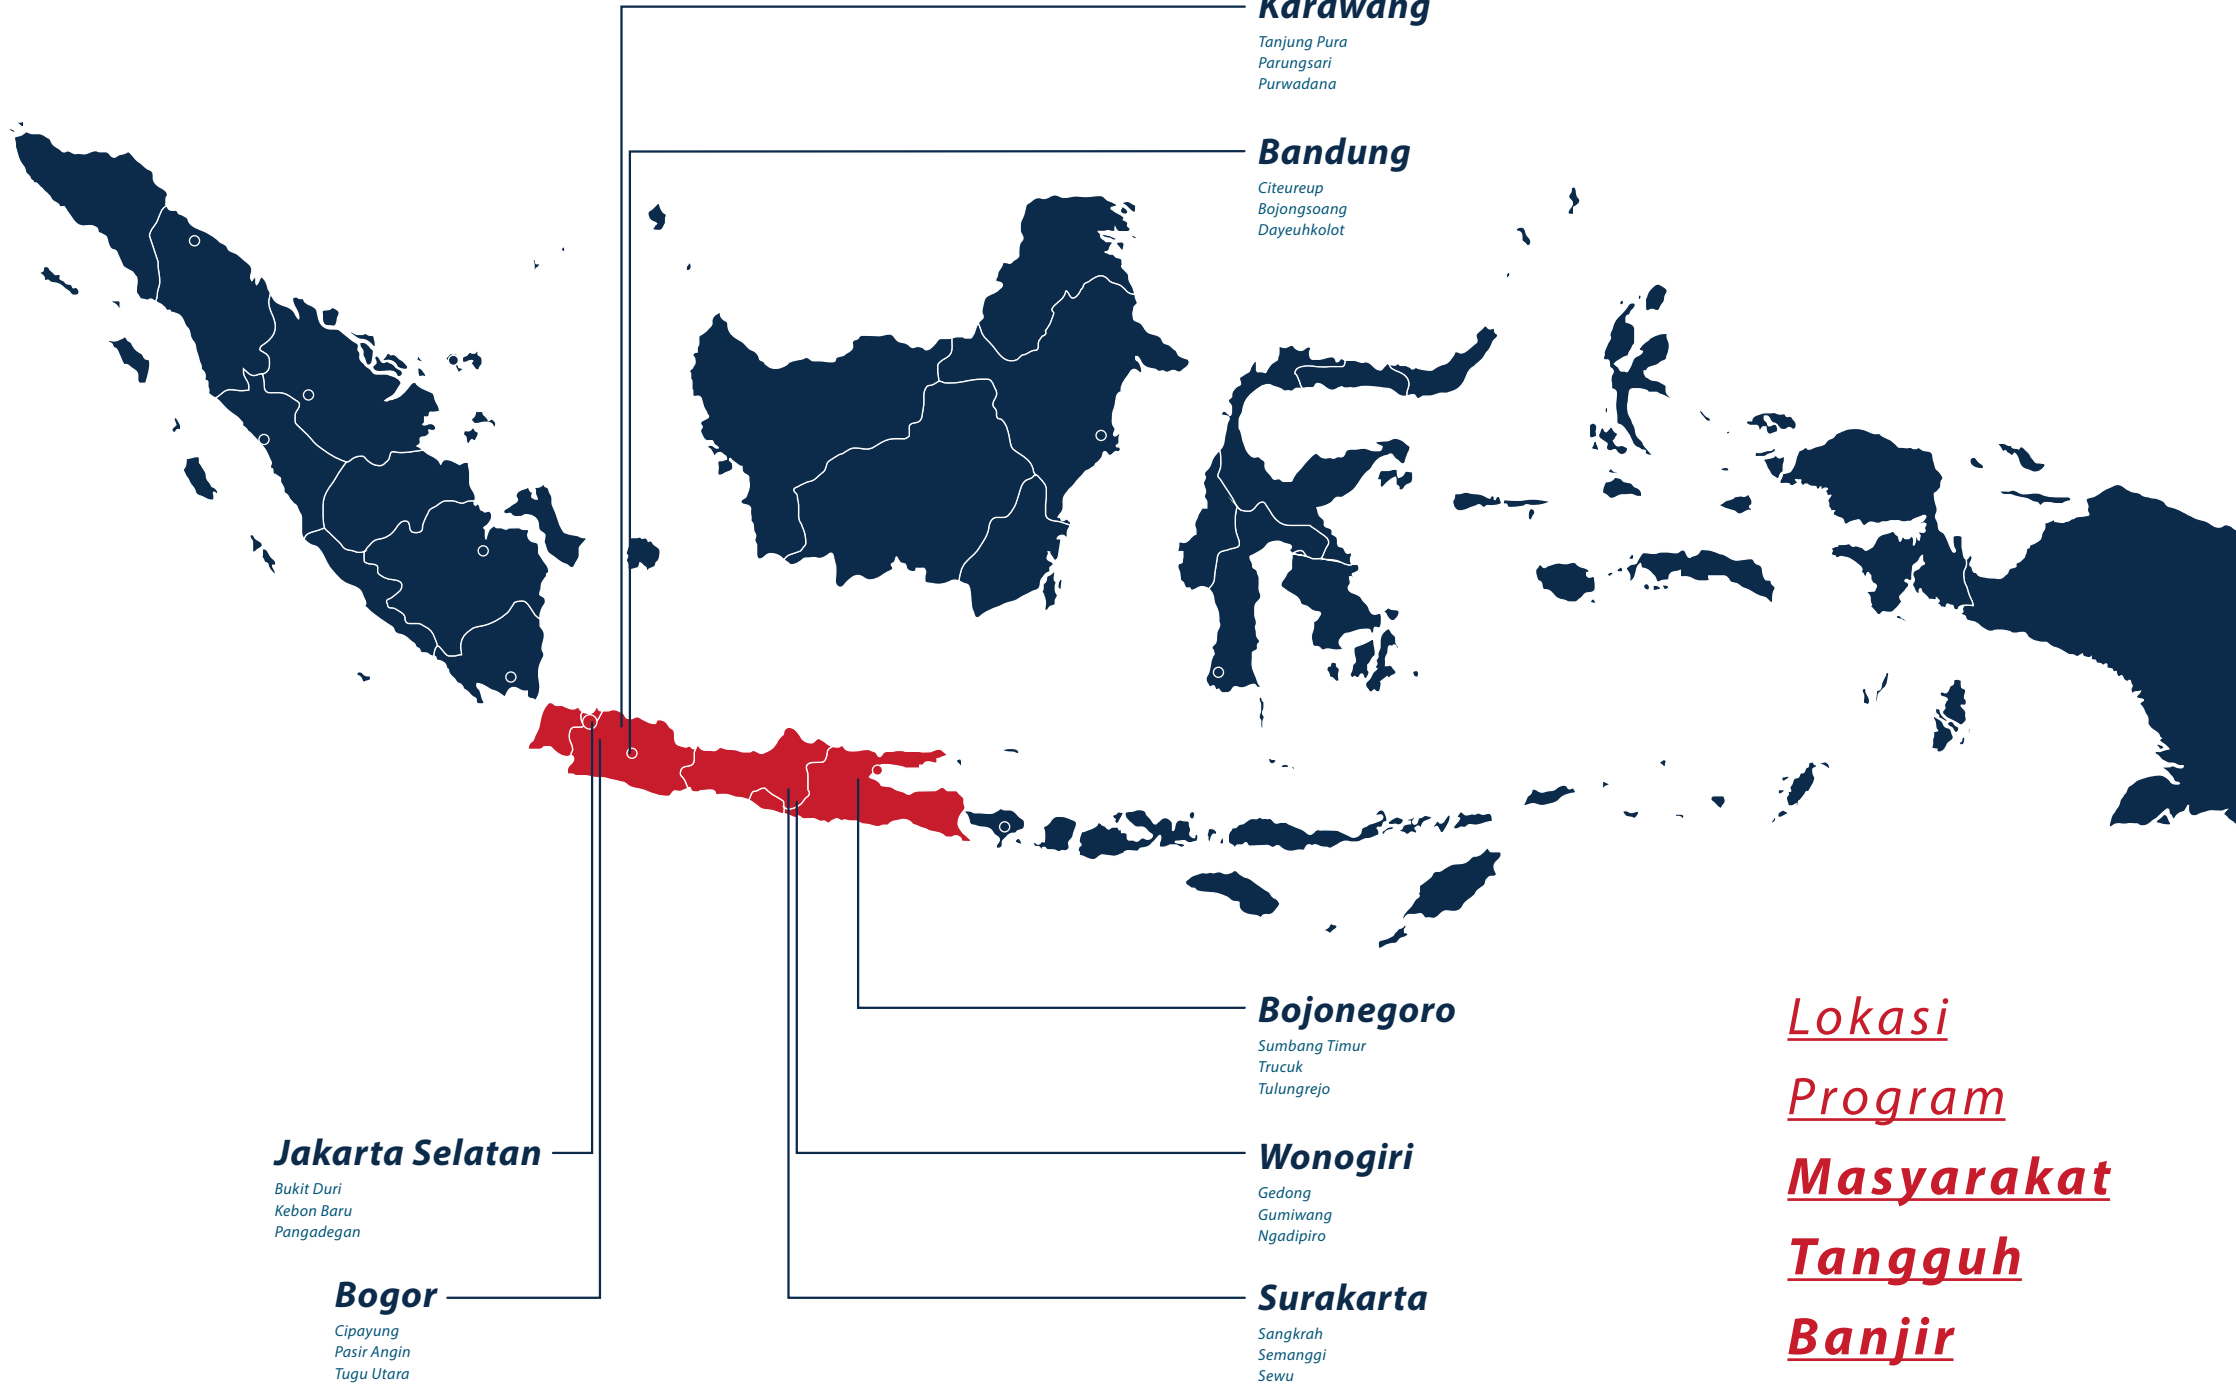 Karawang
Tanjung Pura
Parungsari
Purwadana
Bandung
Citeureup
Bojongsoang
Dayeuhkolot
Bojonegoro
Sumbang Timur
Trucuk
Tulungrejo
Jakarta Selatan
Bukit Duri
Kebon Baru
Pangadegan
Wonogiri
Gedong
Gumiwang
Ngadipiro
Bogor
Cipayung
Pasir Angin
Tugu Utara
Surakarta
Sangkrah
Semanggi
Sewu
Lokasi
Program
Masyarakat
Tangguh
Banjir